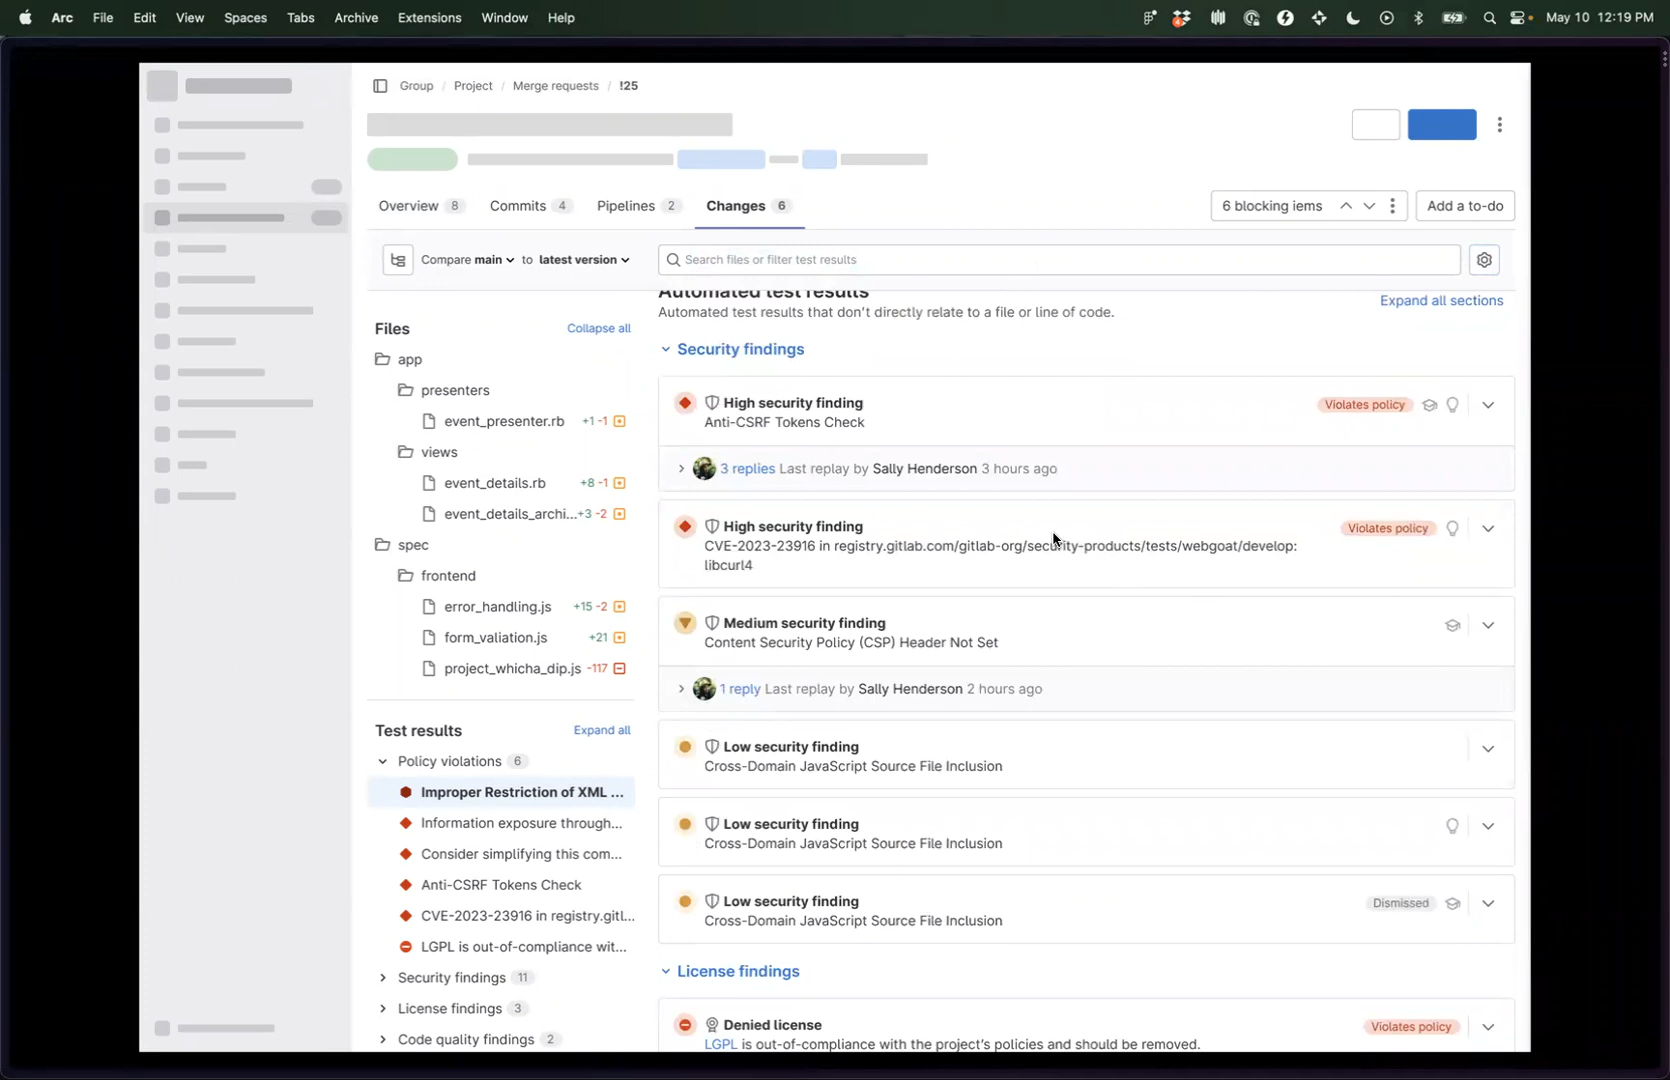 Arc File Edit View Spaces Tabs Archive Extensions Window Help
May 10 12:19 PM
Group / Project / Merge requests / !25
Overview 8 Commits 4 Pipelines 2 Changes 6
6 blocking iems
Add a to-do
Compare main to latest version
Search files or filter test results
Files
Collapse all
app
presenters
event_presenter.rb +1 -1
views
event_details.rb +8 -1
event_details_archi... +3 -2
spec
frontend
error_handling.js +15 -2
form_valiation.js +21
project_whicha_dip.js -117
Test results
Expand all
Policy violations 6
Improper Restriction of XML ...
Information exposure through...
Consider simplifying this com...
Anti-CSRF Tokens Check
CVE-2023-23916 in registry.gitl...
LGPL is out-of-compliance wit...
Security findings 11
License findings 3
Code quality findings 2
Automated test results
Automated test results that don't directly relate to a file or line of code.
Expand all sections
Security findings
High security finding
Violates policy
Anti-CSRF Tokens Check
3 replies Last replay by Sally Henderson 3 hours ago
High security finding
Violates policy
CVE-2023-23916 in registry.gitlab.com/gitlab-org/security-products/tests/webgoat/develop:
libcurl4
Medium security finding
Content Security Policy (CSP) Header Not Set
1 reply Last replay by Sally Henderson 2 hours ago
Low security finding
Cross-Domain JavaScript Source File Inclusion
Low security finding
Cross-Domain JavaScript Source File Inclusion
Low security finding
Dismissed
Cross-Domain JavaScript Source File Inclusion
License findings
Denied license
Violates policy
LGPL is out-of-compliance with the project's policies and should be removed.